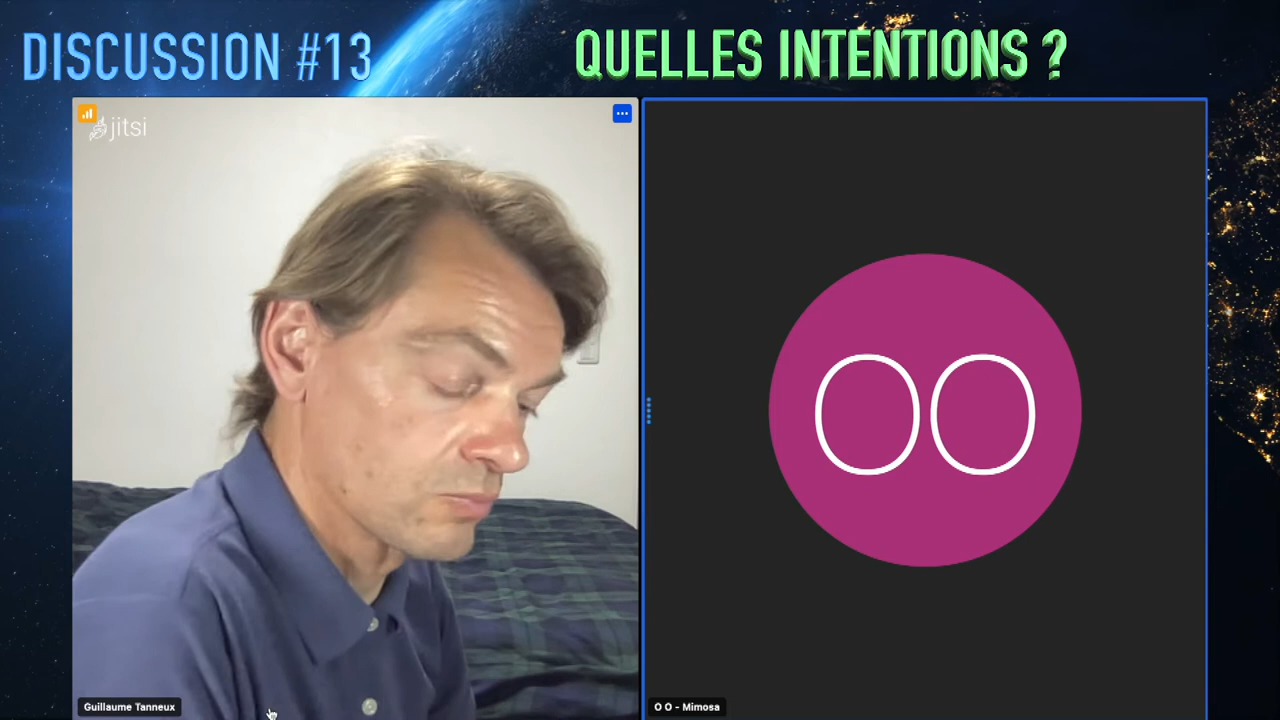 DISCUSSION #13
QUELLES INTENTIONS ?
jitsi
OO
Guillaume Tanneux
O O - Mimosa